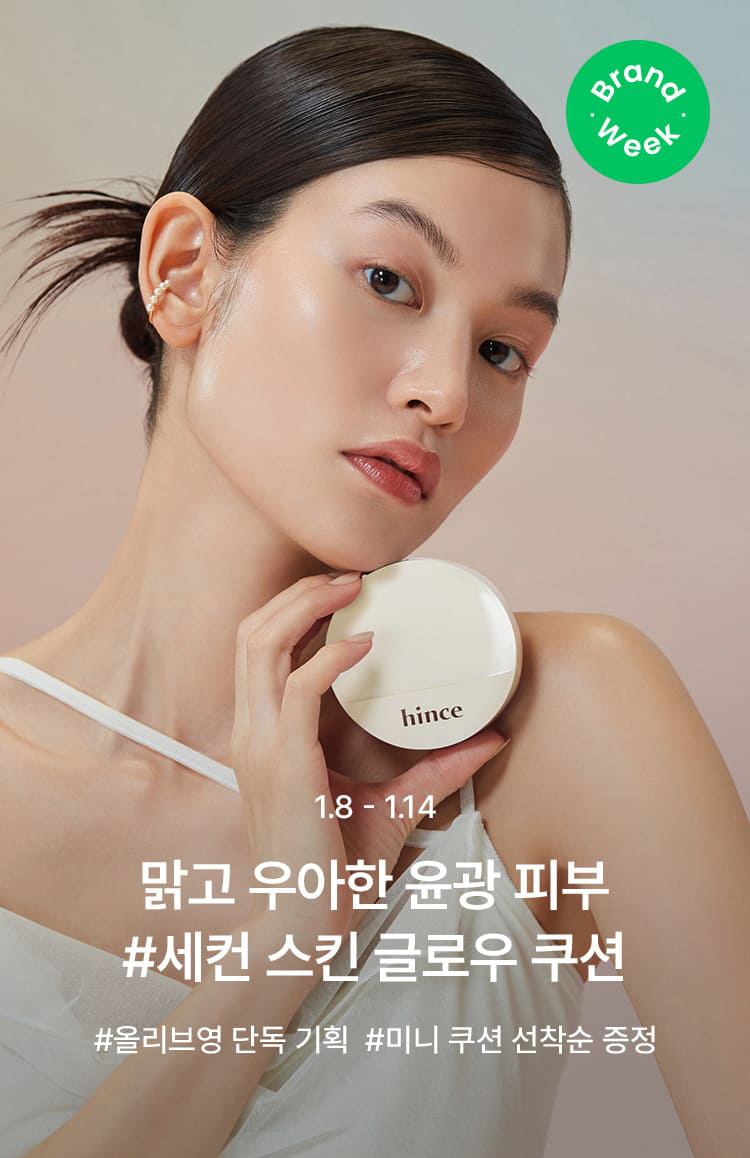 Brand
Week
hince
1.8 - 1.14
맑고 우아한 윤광 피부
#세컨 스킨 글로우 쿠션
#올리브영 단독 기획 #미니 쿠션 선착순 증정